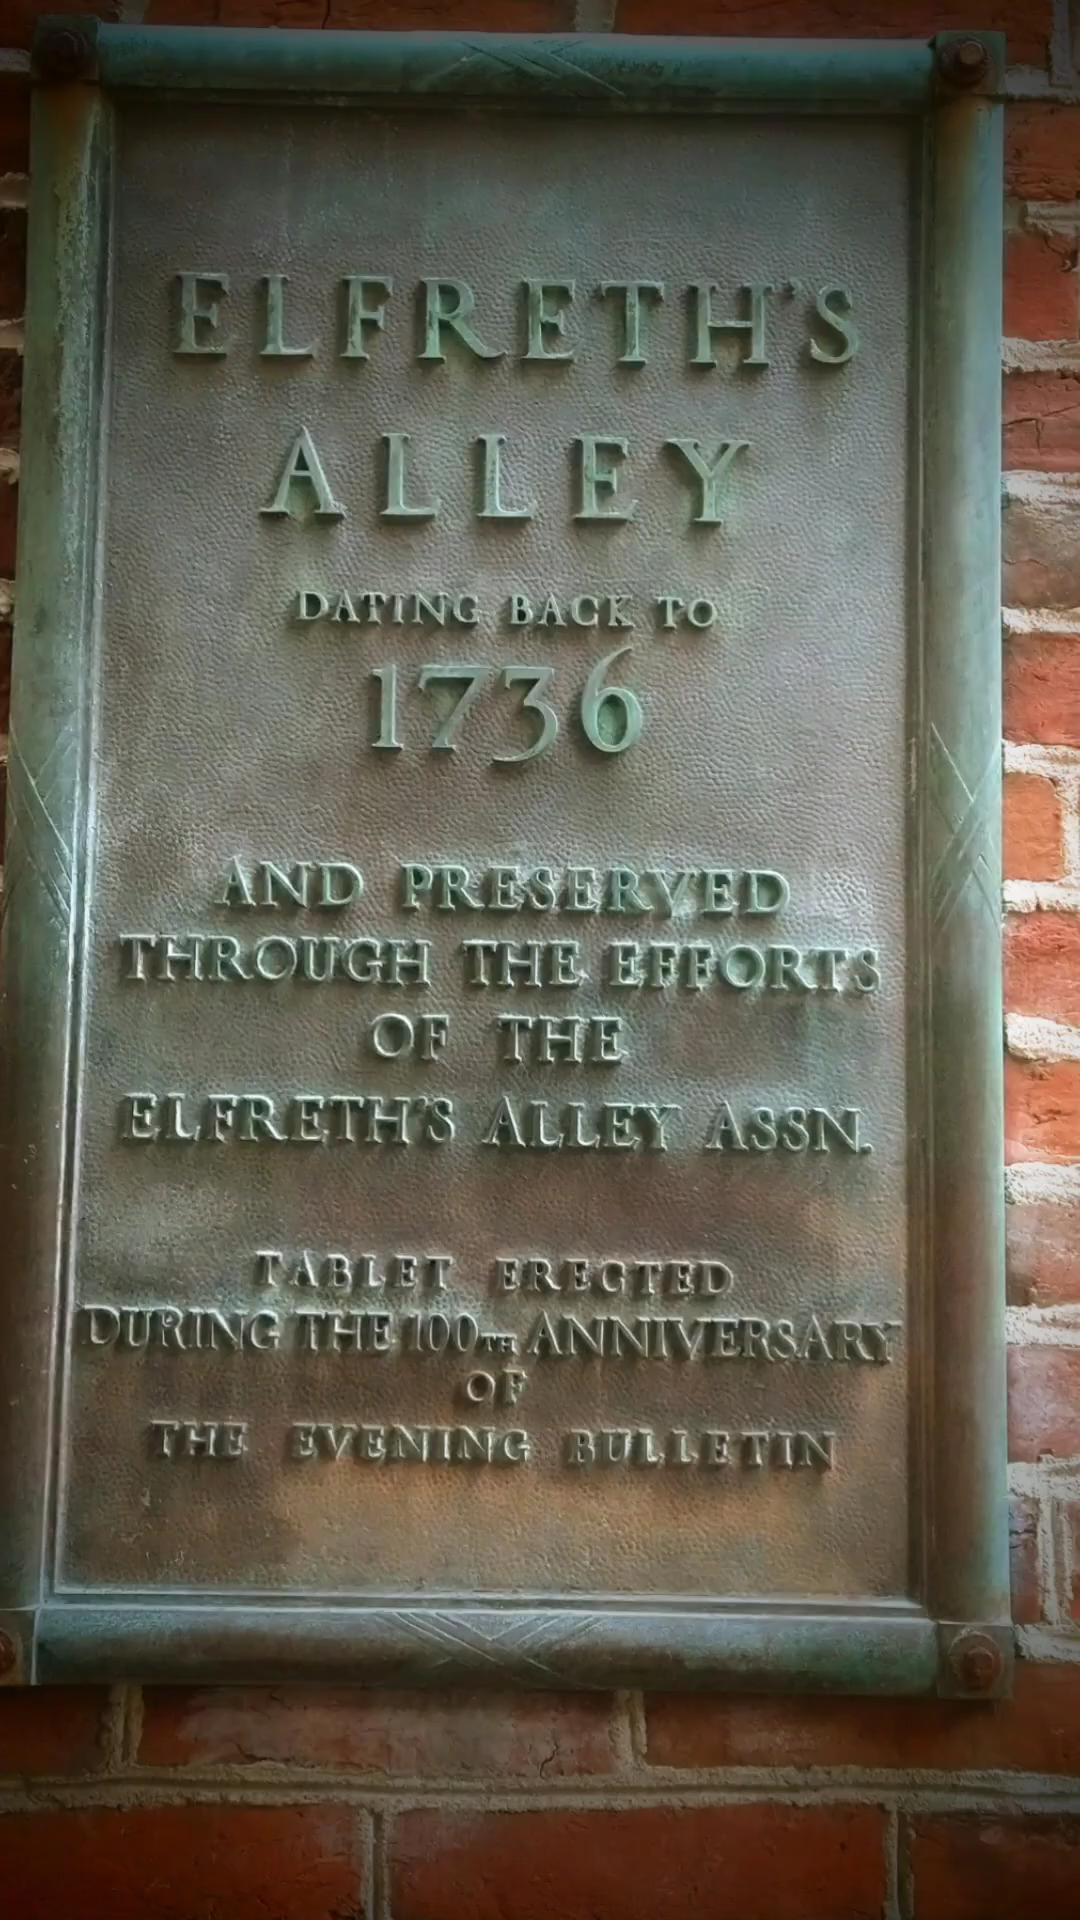 ELFRETH'S
ALLEY
DATING BACK TO
1736
AND PRESERVED
THROUGH THE EFFORTS
OF THE
ELFRETH'S ALLEY ASSN.
TABLET ERECTED
DURING THE 100TH ANNIVERSARY
OF
THE EVENING BULLETIN